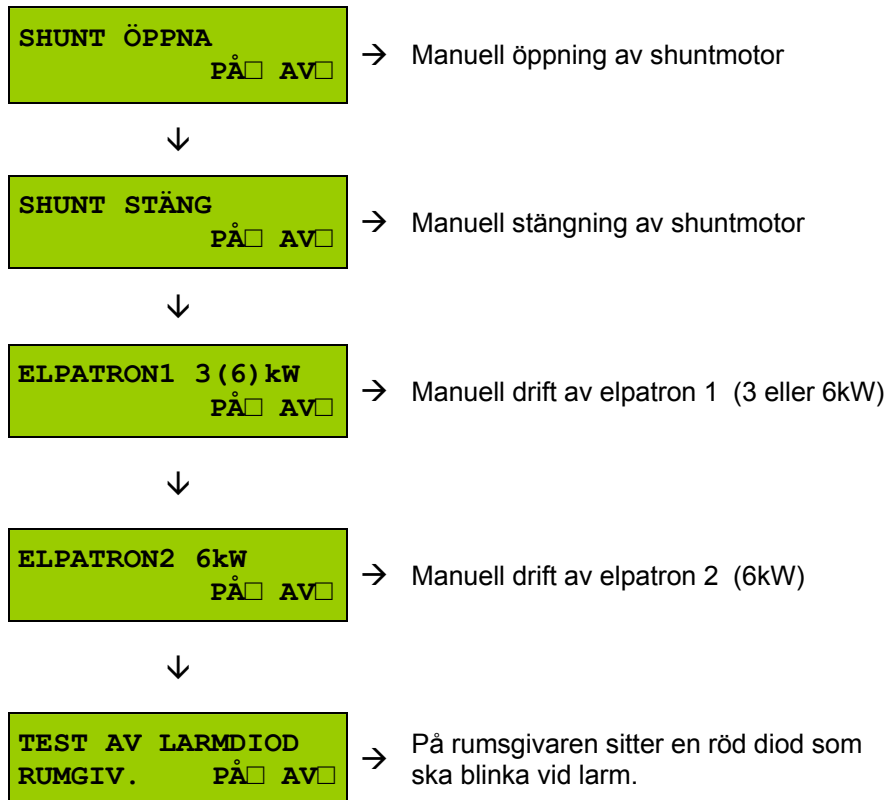 SHUNT ÖPPNA
PÅ□ AV□
→ Manuell öppning av shuntmotor
↓
SHUNT STÄNG
PÅ□ AV□
→ Manuell stängning av shuntmotor
↓
ELPATRON1 3(6)kW
PÅ□ AV□
→ Manuell drift av elpatron 1 (3 eller 6kW)
↓
ELPATRON2 6kW
PÅ□ AV□
→ Manuell drift av elpatron 2 (6kW)
↓
TEST AV LARMDIOD
RUMGIV. PÅ□ AV□
→ På rumsgivaren sitter en röd diod som
ska blinka vid larm.